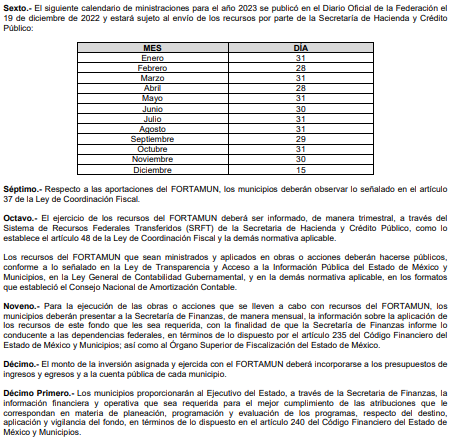 Sexto.- El siguiente calendario de ministraciones para el año 2023 se publicó en el Diario Oficial de la Federación el
19 de diciembre de 2022 y estará sujeto al envío de los recursos por parte de la Secretaría de Hacienda y Crédito
Público:
MES DÍA
Enero 31
Febrero 28
Marzo 31
Abril 28
Mayo 31
Junio 30
Julio 31
Agosto 31
Septiembre 29
Octubre 31
Noviembre 30
Diciembre 15
Séptimo.- Respecto a las aportaciones del FORTAMUN, los municipios deberán observar lo señalado en el artículo
37 de la Ley de Coordinación Fiscal.
Octavo.- El ejercicio de los recursos del FORTAMUN deberá ser informado, de manera trimestral, a través del
Sistema de Recursos Federales Transferidos (SRFT) de la Secretaria de Hacienda y Crédito Público, como lo
establece el artículo 48 de la Ley de Coordinación Fiscal y la demás normativa aplicable.
Los recursos del FORTAMUN que sean ministrados y aplicados en obras o acciones deberán hacerse públicos,
conforme a lo señalado en la Ley de Transparencia y Acceso a la Información Pública del Estado de México y
Municipios, en la Ley General de Contabilidad Gubernamental, y en la demás normativa aplicable, en los formatos
que estableció el Consejo Nacional de Amortización Contable.
Noveno.- Para la ejecución de las obras o acciones que se lleven a cabo con recursos del FORTAMUN, los
municipios deberán presentar a la Secretaría de Finanzas, de manera mensual, la información sobre la aplicación de
los recursos de este fondo que les sea requerida, con la finalidad de que la Secretaría de Finanzas informe lo
conducente a las dependencias federales, en términos de lo dispuesto por el artículo 235 del Código Financiero del
Estado de México y Municipios; así como al Órgano Superior de Fiscalización del Estado de México.
Décimo.- El monto de la inversión asignada y ejercida con el FORTAMUN deberá incorporarse a los presupuestos de
ingresos y egresos y a la cuenta pública de cada municipio.
Décimo Primero.- Los municipios proporcionarán al Ejecutivo del Estado, a través de la Secretaría de Finanzas, la
información financiera y operativa que sea requerida para el mejor cumplimiento de las atribuciones que le
correspondan en materia de planeación, programación y evaluación de los programas, respecto del destino,
aplicación y vigilancia del fondo, en términos de lo dispuesto en el artículo 240 del Código Financiero del Estado de
México y Municipios.